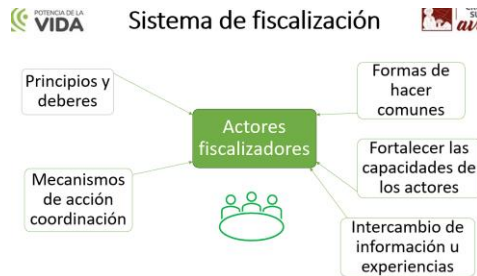 POTENCIA DE LA
VIDA
Sistema de fiscalización
Principios y
deberes
Mecanismos
de acción
coordinación
Actores
fiscalizadores
Formas de
hacer
comunes
Fortalecer las
capacidades de
los actores
Intercambio de
información u
experiencias